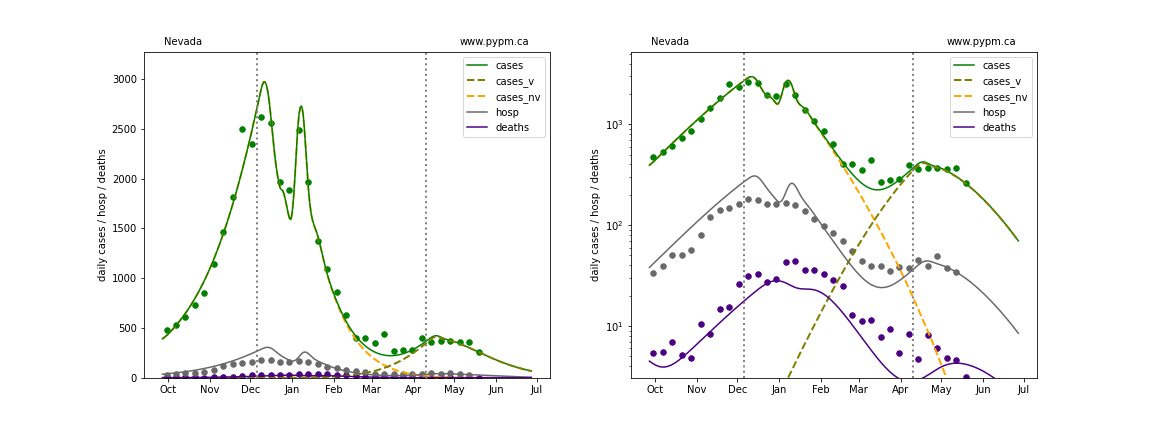 Nevada www.pypm.ca
daily cases / hosp / deaths
3000
2500
2000
1500
1000
500
0
cases
cases_v
cases_nv
hosp
deaths
Oct Nov Dec Jan Feb Mar Apr May Jun Jul
Nevada www.pypm.ca
daily cases / hosp / deaths
10³
10²
10¹
cases
cases_v
cases_nv
hosp
deaths
Oct Nov Dec Jan Feb Mar Apr May Jun Jul